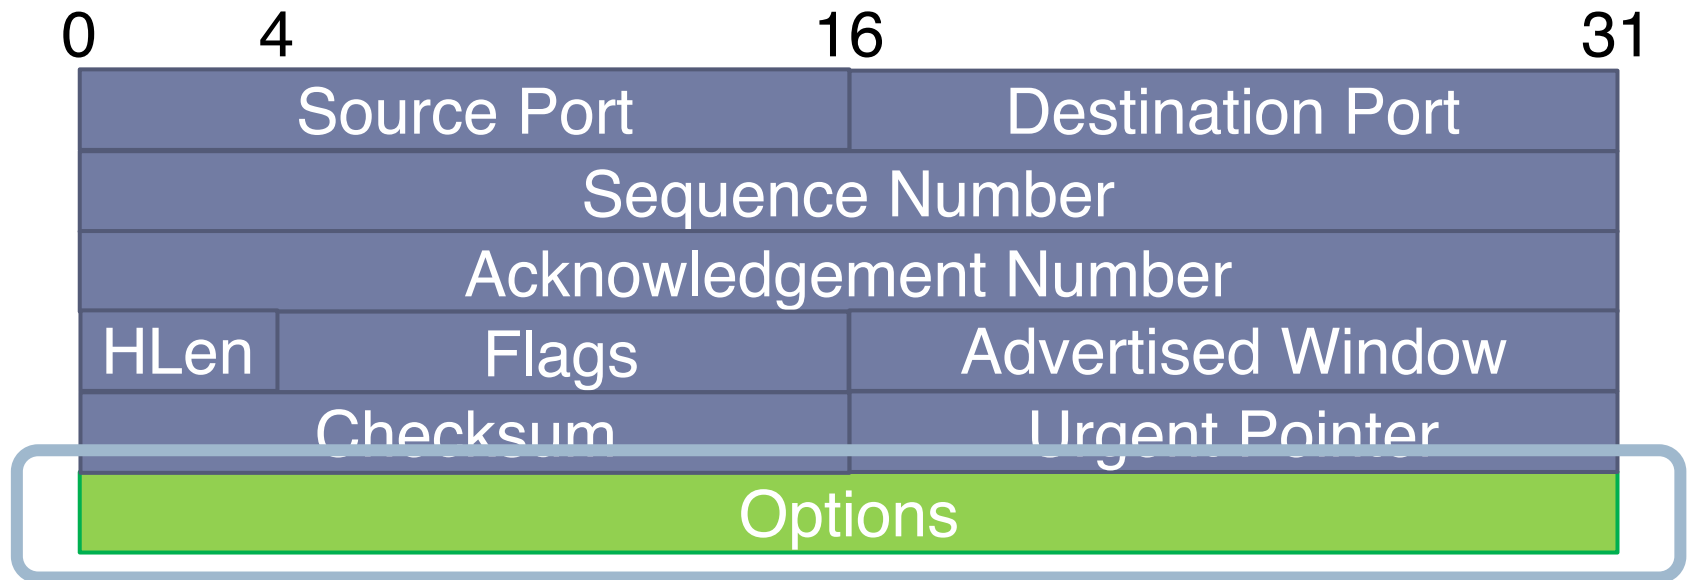 0 4 16 31
Source Port Destination Port
Sequence Number
Acknowledgement Number
HLen Flags Advertised Window
Checksum Urgent Pointer
Options